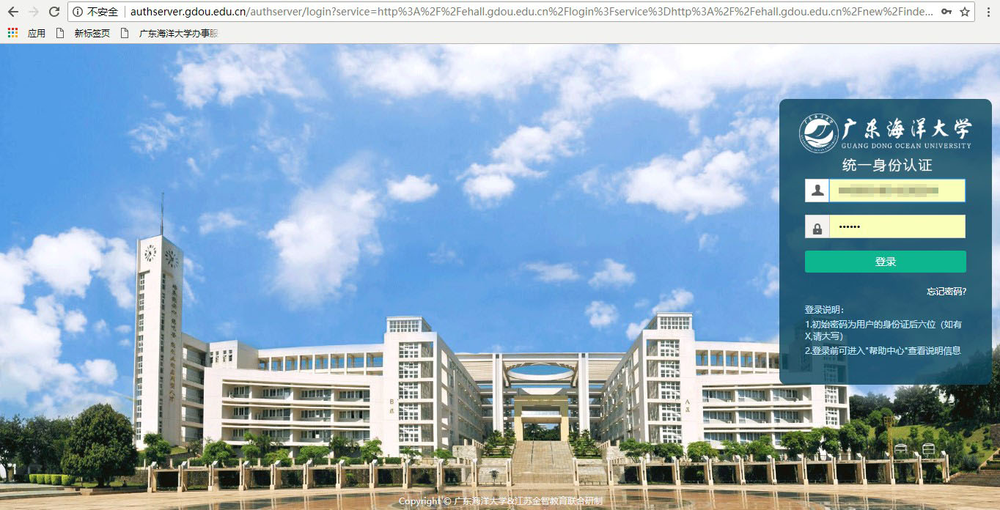 不安全 authserver.gdou.edu.cn/authserver/login?service=http%3A%2F%2Fehall.gdou.edu.cn%2Flogin%3Fservice%3Dhttp%3A%2F%2Fehall.gdou.edu.cn%2Fnew%2Finde...
应用 新标签页 广东海洋大学办事服
广东海洋大学
GUANG DONG OCEAN UNIVERSITY
统一身份认证
••••••
登录
忘记密码?
登录说明：
1.初始密码为用户的身份证后六位（如有
X,请大写）
2.登录前可进入"帮助中心"查看说明信息
B区
A区
Copyright © 广东海洋大学&江苏金智教育联合研制